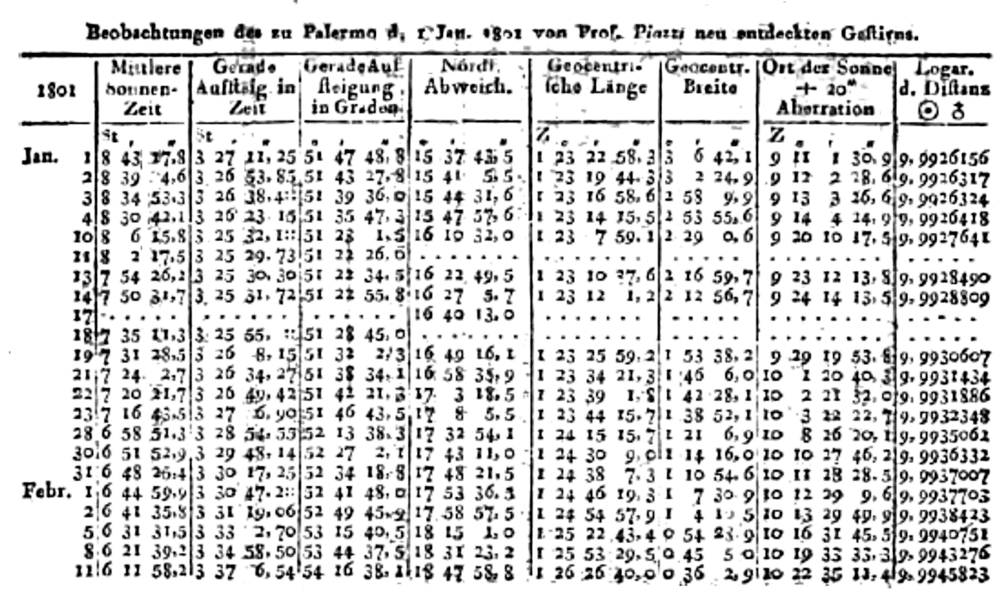 Beobachtungen des zu Palermo d. 1 Jan. 1801 von Prof. Piazzi neu entdeckten Gestirns.
1801 Mittlere Sonnen-Zeit Gerade Aufsteig in Zeit Gerade Auf steigung in Graden Nördl. Abweich. Geocentri-sche Länge Geocentr. Breite Ort der Sonne + 20" Aberration Logar. d. Distans ☉ ♁
St ' " St ' " ° ' " ° ' " Z ° ' " ° ' " Z ° ' "
Jan. 1 8 43 17,8 3 27 11,25 51 47 48,8 15 37 43,5 1 23 22 58,3 3 6 42,1 9 11 1 30,9 9,9926156
2 8 39 4,6 3 26 53,85 51 43 27,8 15 41 5,5 1 23 19 44,3 3 2 24,9 9 12 2 28,6 9,9926317
3 8 34 53,3 3 26 38,4:: 51 39 36,0 15 44 31,6 1 23 16 58,6 2 58 9,9 9 13 3 26,6 9,9926324
4 8 30 42,1 3 26 23 15 51 35 47,3 15 47 57,6 1 23 14 15,5 2 53 55,6 9 14 4 24,9 9,9926418
10 8 6 15,8 3 25 32,1:: 51 23 1,5 16 10 32,0 1 23 7 59,1 2 29 0,6 9 20 10 17,5 9,9927641
11 8 2 17,5 3 25 29,73 51 22 26,0 . . . . . . . . . . . . . . . . . . . . . . . . . . . . . .
13 7 54 26,2 3 25 30,30 51 22 34,5 16 22 49,5 1 23 10 27,6 2 16 59,7 9 23 12 13,8 9,9928490
14 7 50 31,7 3 25 31,72 51 22 55,8 16 27 5,7 1 23 12 1,2 2 12 56,7 9 24 14 13,5 9,9928809
17 . . . . . . . . . . . . . . . . . . 16 40 13,0 . . . . . . . . . . . . . . . . . . . . . . . .
18 7 35 11,3 3 25 55, :: 51 28 45,0 . . . . . . . . . . . . . . . . . . . . . . . . . . . . . .
19 7 31 28,5 3 26 8,15 51 32 2,3 16 49 16,1 1 23 25 59,2 1 53 38,2 9 29 19 53,8 9,9930607
21 7 24 2,7 3 26 34,27 51 38 34,1 16 58 35,9 1 23 34 21,3 1 46 6,0 10 1 20 40,3 9,9931434
22 7 20 21,7 3 26 49,42 51 42 21,3 17 3 18,5 1 23 39 1,8 1 42 28,1 10 2 21 32,0 9,9931886
23 7 16 43,5 3 27 6,90 51 46 43,5 17 8 5,5 1 23 44 15,7 1 38 52,1 10 3 22 22,7 9,9932348
28 6 58 51,3 3 28 54,55 52 13 38,3 17 32 54,1 1 24 15 15,7 1 21 6,9 10 8 26 20,1 9,9935062
30 6 51 52,9 3 29 48,14 52 27 2,1 17 43 11,0 1 24 30 9,0 1 14 16,0 10 10 27 46,2 9,9936332
31 6 48 26,4 3 30 17,25 52 34 18,8 17 48 21,5 1 24 38 7,3 1 10 54,6 10 11 28 28,5 9,9937007
Febr. 1 6 44 59,9 3 30 47,2:: 52 41 48,0 17 53 36,3 1 24 46 19,3 1 7 30 9 10 12 29 9,6 9,9937703
2 6 41 35,8 3 31 19,06 52 49 45,9 17 58 57,5 1 24 54 57,9 1 4 5 10 13 29 49,9 9,9938423
5 6 31 31,5 3 33 2,70 53 15 40,5 18 15 1,0 1 25 22 43,4 0 54 9 10 16 31 45,5 9,9940751
8 6 21 39,2 3 34 58,50 53 44 37,5 18 31 23,2 1 25 53 29,5 0 45 5 0 10 19 33 33,3 9,9943276
11 6 11 58,2 3 37 6,54 54 16 38,1 18 47 58,8 1 26 26 40,0 0 36 2,9 10 22 35 11,4 9,9945823